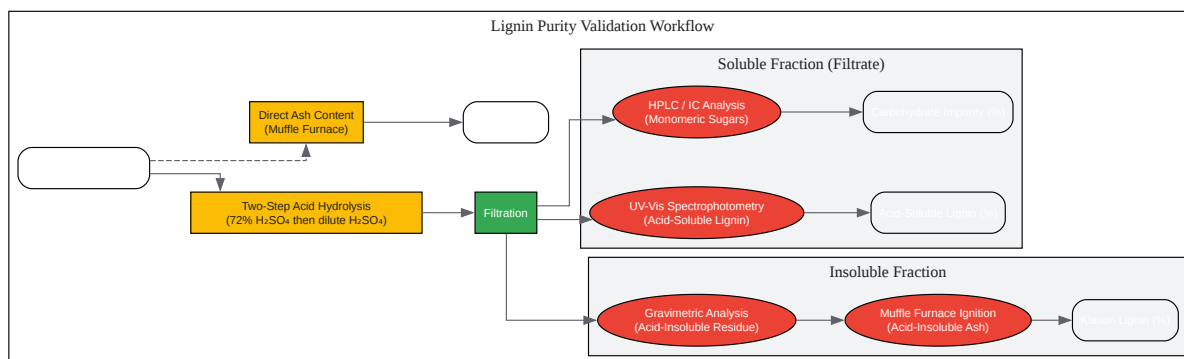 Lignin Purity Validation Workflow
Soluble Fraction (Filtrate)
Direct Ash Content
(Muffle Furnace)
HPLC / IC Analysis
(Monomeric Sugars)
Carbohydrate Impurity (%)
Two-Step Acid Hydrolysis
(72% H₂SO₄ then dilute H₂SO₄)
Filtration
UV-Vis Spectrophotometry
(Acid-Soluble Lignin)
Acid-Soluble Lignin (%)
Insoluble Fraction
Gravimetric Analysis
(Acid-Insoluble Residue)
Muffle Furnace Ignition
(Acid-Insoluble Ash)
Klason Lignin (%)